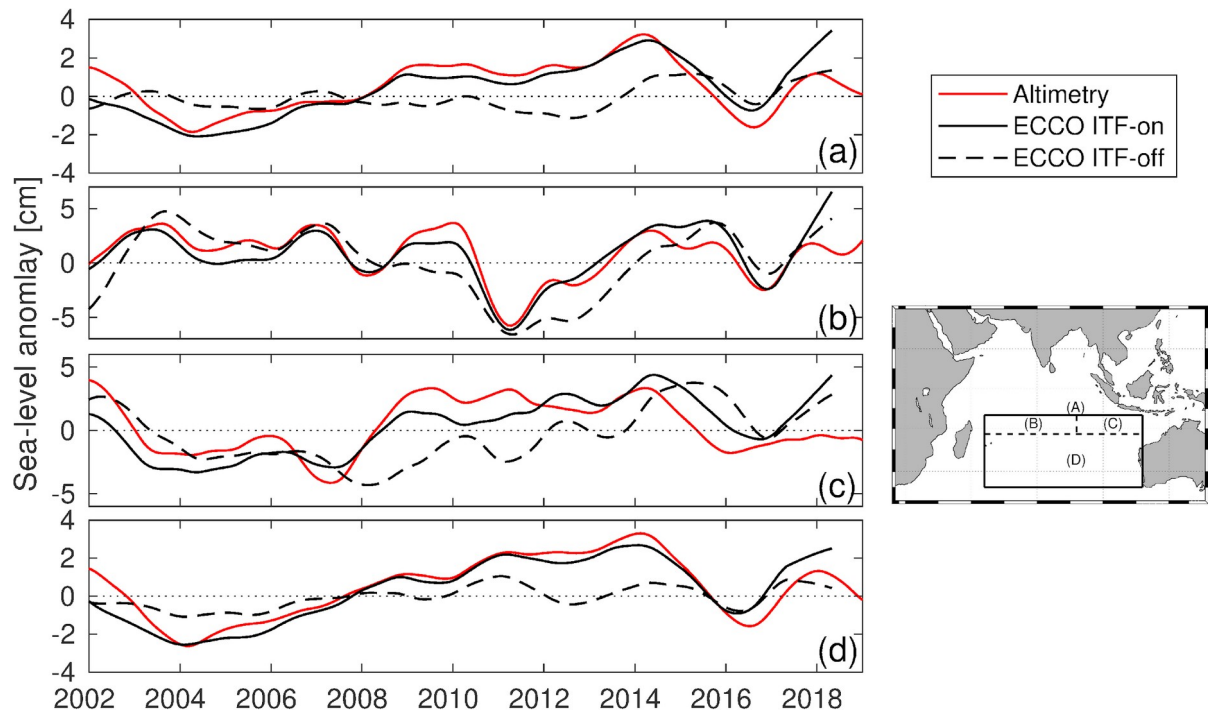 Sea-level anomlay [cm]
4
2
0
-2
-4
(a)
5
0
-5
(b)
5
0
-5
(c)
4
2
0
-2
-4
(d)
2002 2004 2006 2008 2010 2012 2014 2016 2018
Altimetry
ECCO ITF-on
ECCO ITF-off
(A)
(B) (C)
(D)